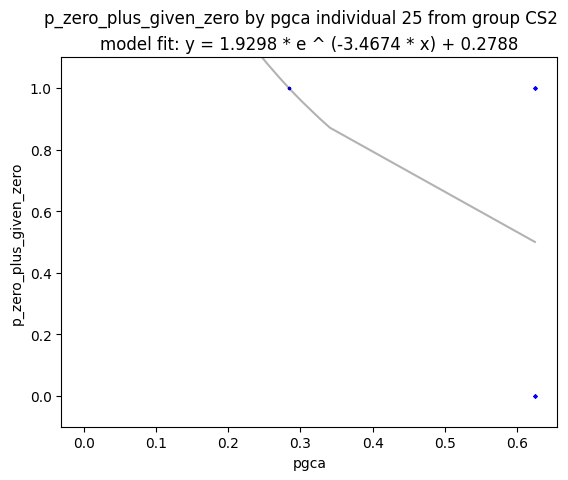 p_zero_plus_given_zero by pgca individual 25 from group CS2
model fit: y = 1.9298 * e ^ (-3.4674 * x) + 0.2788
1.0
0.8
0.6
0.4
0.2
0.0
p_zero_plus_given_zero
0.0 0.1 0.2 0.3 0.4 0.5 0.6
pgca